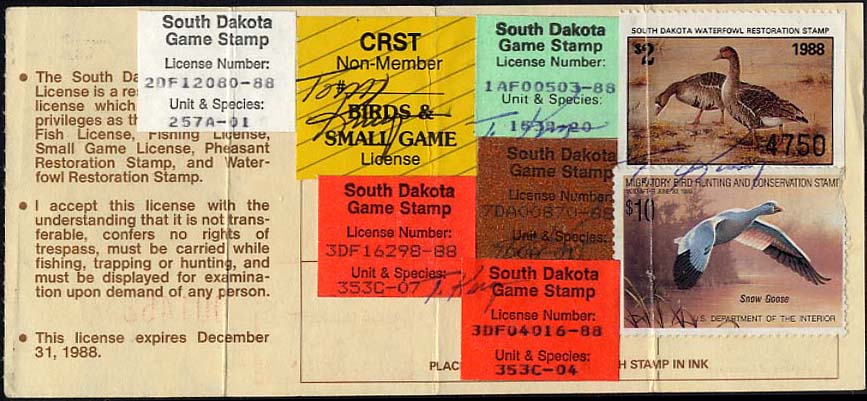 South Dakota
Game Stamp
License Number:
2DF12080-88
Unit & Species:
257A-01
CRST
Non-Member
BIRDS &
SMALL GAME
License
South Dakota
Game Stamp
License Number:
1AF00503-88
Unit & Species:
South Dakota
Game Stamp
License Number
7DA00870-88
Unit & Species
SOUTH DAKOTA WATERFOWL RESTORATION STAMP
$2
1988
4750
MIGRATORY BIRD HUNTING AND CONSERVATION STAMP
$10
Snow Goose
U.S. DEPARTMENT OF THE INTERIOR
South Dakota
Game Stamp
License Number:
3DF16298-88
Unit & Species:
353C-07
South Dakota
Game Stamp
License Number:
3DF04016-88
Unit & Species:
353C-04
• The South Da
License is a res
license which
privileges as th
Fish License, Fishing License,
Small Game License, Pheasant
Restoration Stamp, and Water-
fowl Restoration Stamp.
• I accept this license with the
understanding that it is not trans-
ferable, confers no rights of
trespass, must be carried while
fishing, trapping or hunting, and
must be displayed for examina-
tion upon demand of any person.
• This license expires December
31, 1988.
PLAC
H STAMP IN INK